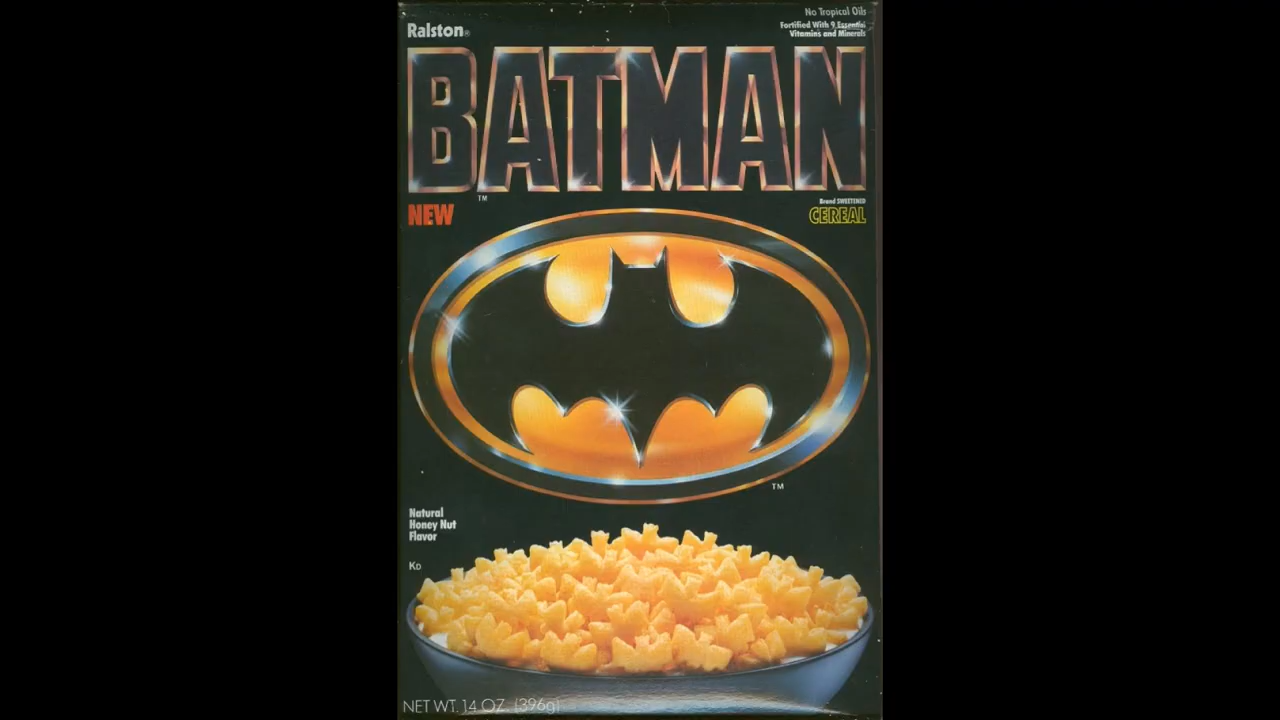 No Tropical Oils
Ralston®
Fortified With 9 Essential
Vitamins and Minerals
BATMAN
TM
NEW
Brand SWEETENED
CEREAL
TM
Natural
Honey Nut
Flavor
KD
NET WT. 14 OZ. (396g)